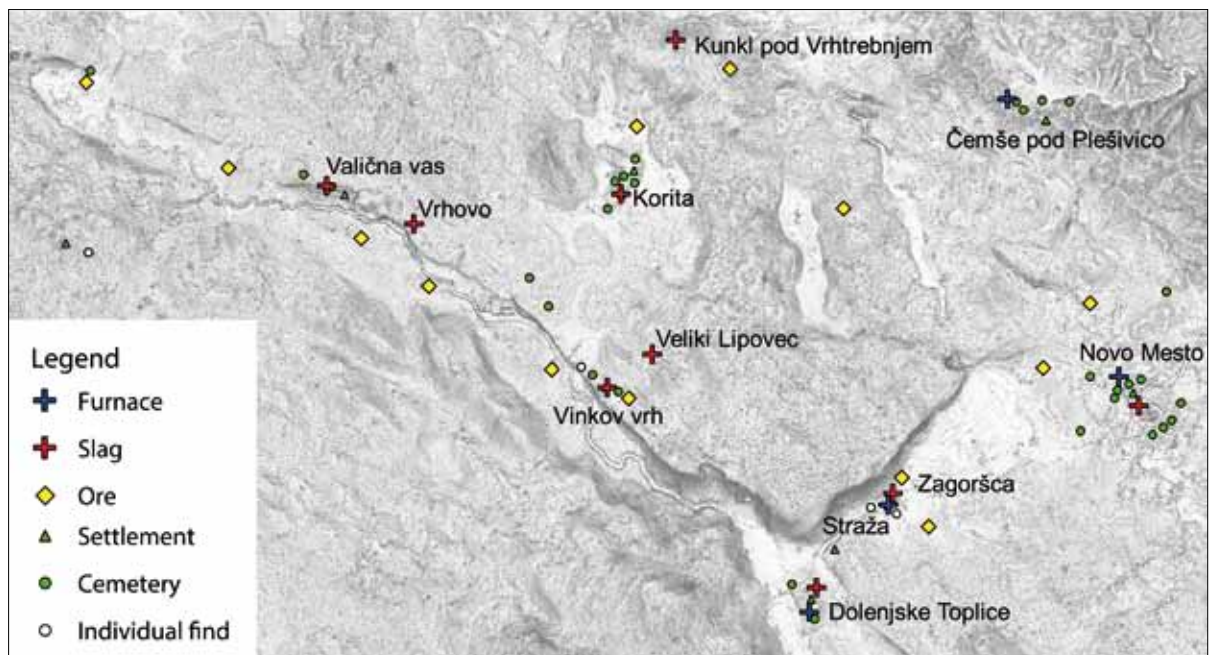 Kunkl pod Vrhtrebnjem
Čemše pod Plešivico
Valična vas
Korita
Vrhovo
Veliki Lipovec
Novo Mesto
Vinkov vrh
Zagoršca
Straža
Dolenjske Toplice
Legend
Furnace
Slag
Ore
Settlement
Cemetery
Individual find